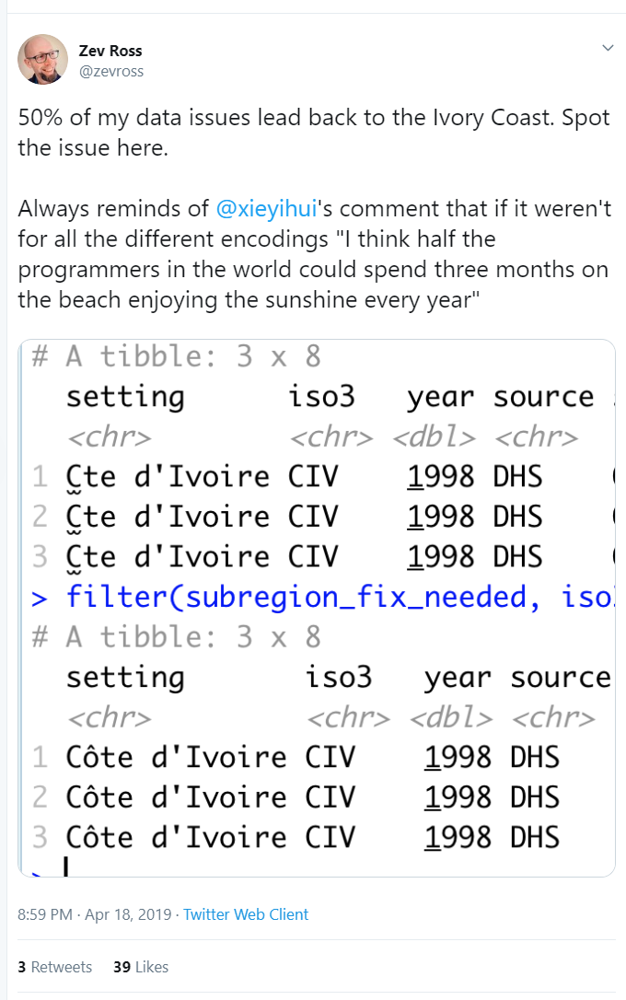 Zev Ross
@zevross
50% of my data issues lead back to the Ivory Coast. Spot
the issue here.
Always reminds of @xieyihui's comment that if it weren't
for all the different encodings "I think half the
programmers in the world could spend three months on
the beach enjoying the sunshine every year"
# A tibble: 3 x 8
setting iso3 year source
<chr> <chr> <dbl> <chr>
1 C̫te d'Ivoire CIV 1998 DHS
2 C̫te d'Ivoire CIV 1998 DHS
3 C̫te d'Ivoire CIV 1998 DHS
> filter(subregion_fix_needed, iso
# A tibble: 3 x 8
setting iso3 year source
<chr> <chr> <dbl> <chr>
1 Côte d'Ivoire CIV 1998 DHS
2 Côte d'Ivoire CIV 1998 DHS
3 Côte d'Ivoire CIV 1998 DHS
>
8:59 PM · Apr 18, 2019 · Twitter Web Client
3 Retweets 39 Likes